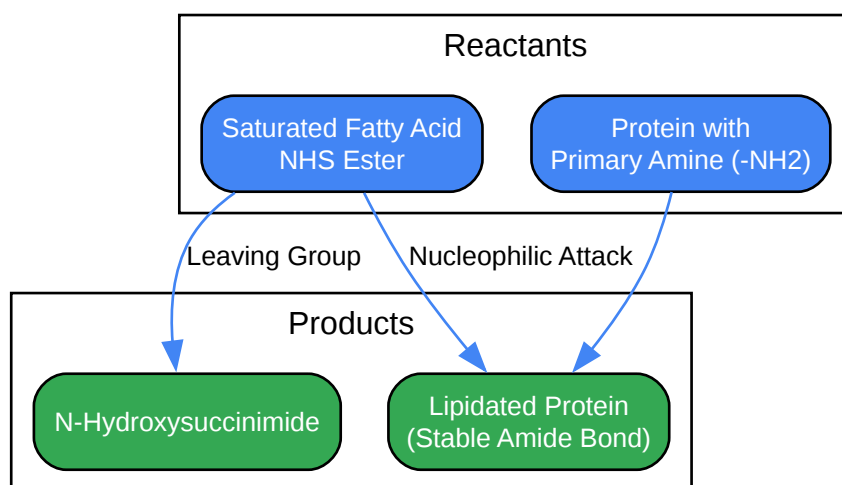 Reactants
Saturated Fatty Acid
NHS Ester
Protein with
Primary Amine (-NH2)
Leaving Group
Nucleophilic Attack
Products
N-Hydroxysuccinimide
Lipidated Protein
(Stable Amide Bond)